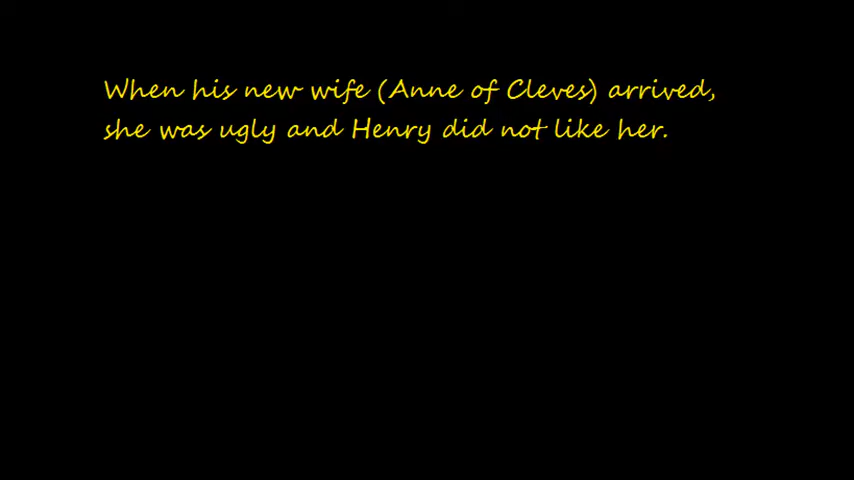 When his new wife (Anne of Cleves) arrived,
she was ugly and Henry did not like her.